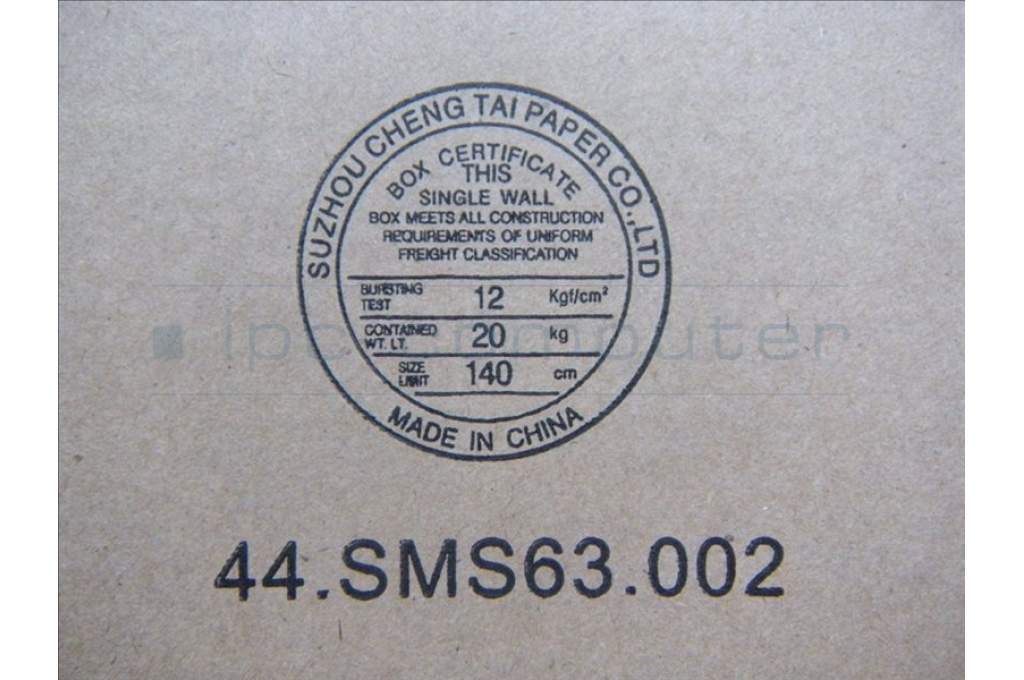 SUZHOU CHENG TAI PAPER CO.,LTD
BOX CERTIFICATE
THIS
SINGLE WALL
BOX MEETS ALL CONSTRUCTION
REQUIREMENTS OF UNIFORM
FREIGHT CLASSIFICATION
BURSTING TEST 12 Kgf/cm²
CONTAINED WT. LT. 20 kg
SIZE LIMIT 140 cm
MADE IN CHINA
ipc computer
44.SMS63.002